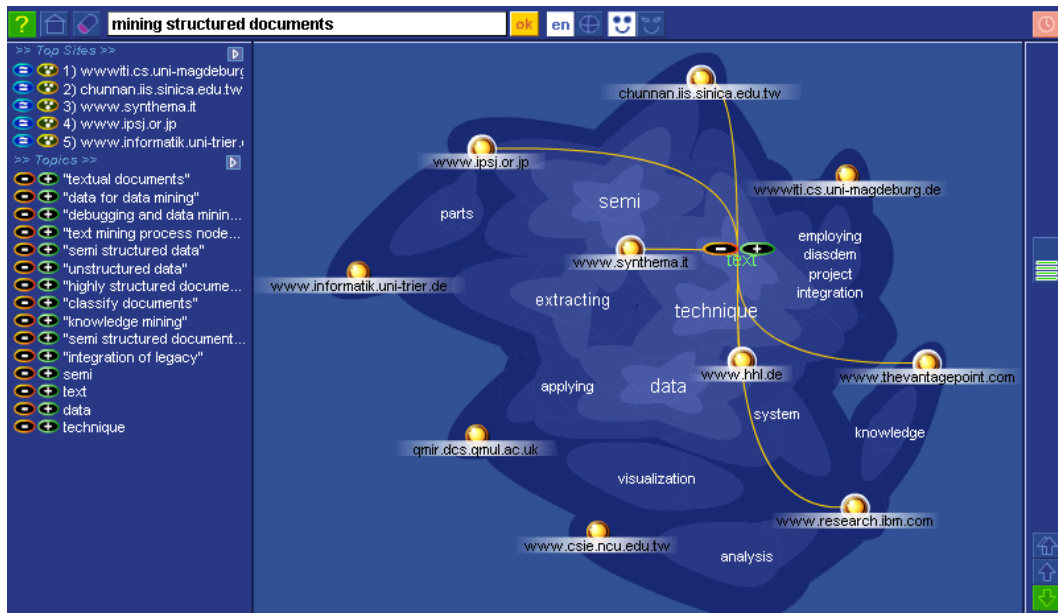 ?
mining structured documents
ok
en
>> Top Sites >>
1) wwwiti.cs.uni-magdeburg
2) chunnan.iis.sinica.edu.tw
3) www.synthema.it
4) www.ipsj.or.jp
5) www.informatik.uni-trier.
>> Topics >>
"textual documents"
"data for data mining"
"debugging and data minin...
"text mining process node...
"semi structured data"
"unstructured data"
"highly structured docume...
"classify documents"
"knowledge mining"
"semi structured document...
"integration of legacy"
semi
text
data
technique
chunnan.iis.sinica.edu.tw
www.ipsj.or.jp
wwwiti.cs.uni-magdeburg.de
semi
parts
employing
diasdem
project
integration
www.synthema.it
text
www.informatik.uni-trier.de
extracting
technique
www.hhl.de
www.thevantagepoint.com
applying
data
system
knowledge
qmir.dcs.qmul.ac.uk
visualization
www.research.ibm.com
www.csie.ncu.edu.tw
analysis